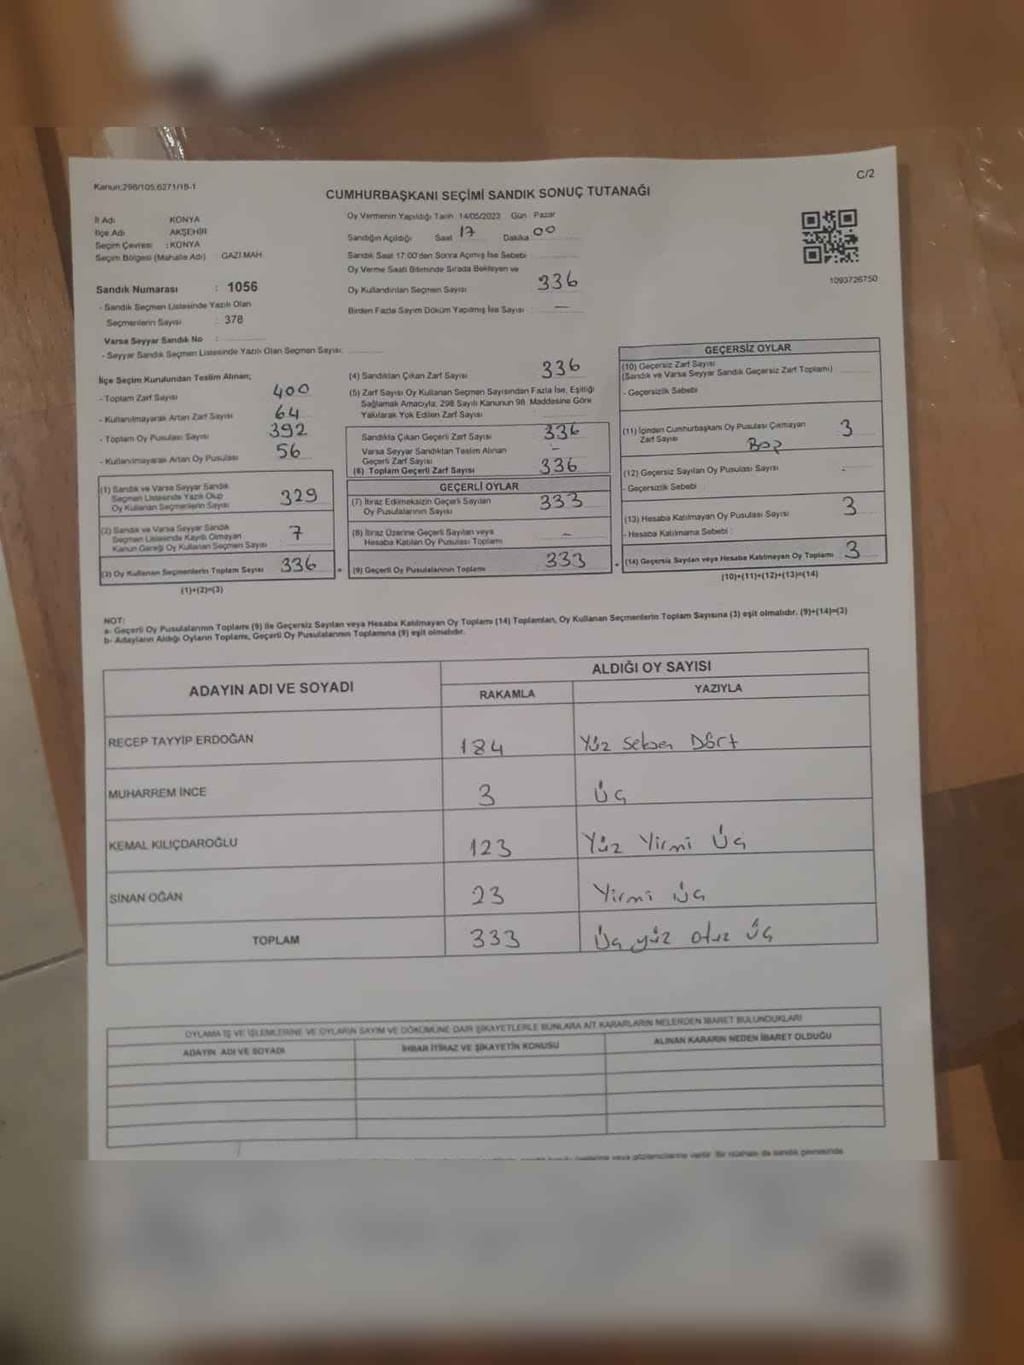 Kanun:298/105,6271/18-1
C/2
CUMHURBAŞKANI SEÇİMİ SANDIK SONUÇ TUTANAĞI
İl Adı KONYA
İlçe Adı AKŞEHİR
Seçim Çevresi : KONYA
Seçim Bölgesi (Mahalle Adı) GAZİ MAH.
Sandık Numarası : 1056
- Sandık Seçmen Listesinde Yazılı Olan
Seçmenlerin Sayısı : 378
Varsa Seyyar Sandık No :
- Seyyar Sandık Seçmen Listesinde Yazılı Olan Seçmen Sayısı:
Oy Vermenin Yapıldığı Tarih 14/05/2023 Gün Pazar
Sandığın Açıldığı Saat 17 Dakika 00
Sandık Saat 17:00'den Sonra Açılmış İse Sebebi
Oy Verme Saati Bitiminde Sırada Bekleyen ve
Oy Kullandırılan Seçmen Sayısı 336
Birden Fazla Sayım Döküm Yapılmış İse Sayısı : —
1093726750
İlçe Seçim Kurulundan Teslim Alınan;
- Toplam Zarf Sayısı 400
- Kullanılmayarak Artan Zarf Sayısı 64
- Toplam Oy Pusulası Sayısı 392
- Kullanılmayarak Artan Oy Pusulası 56
(1) Sandık ve Varsa Seyyar Sandık
Seçmen Listesinde Yazılı Olup
Oy Kullanan Seçmenlerin Sayısı 329
(2) Sandık ve Varsa Seyyar Sandık
Seçmen Listesinde Kayıtlı Olmayan
Kanun Gereği Oy Kullanan Seçmen Sayısı 7
(3) Oy Kullanan Seçmenlerin Toplam Sayısı 336
(1)+(2)=(3)
(4) Sandıktan Çıkan Zarf Sayısı 336
(5) Zarf Sayısı Oy Kullanan Seçmen Sayısından Fazla İse, Eşitliği
Sağlamak Amacıyla, 298 Sayılı Kanunun 98. Maddesine Göre
Yakılarak Yok Edilen Zarf Sayısı
Sandıkta Çıkan Geçerli Zarf Sayısı 336
Varsa Seyyar Sandıktan Teslim Alınan
Geçerli Zarf Sayısı -
(6) Toplam Geçerli Zarf Sayısı 336
GEÇERLİ OYLAR
(7) İtiraz Edilmeksizin Geçerli Sayılan
Oy Pusulalarının Sayısı 333
(8) İtiraz Üzerine Geçerli Sayılan veya
Hesaba Katılan Oy Pusulası Toplamı -
= (9) Geçerli Oy Pusulalarının Toplamı 333
GEÇERSİZ OYLAR
(10) Geçersiz Zarf Sayısı
(Sandık ve Varsa Seyyar Sandık Geçersiz Zarf Toplamı)
- Geçersizlik Sebebi
(11) İçinden Cumhurbaşkanı Oy Pusulası Çıkmayan
Zarf Sayısı 3
Boş
(12) Geçersiz Sayılan Oy Pusulası Sayısı -
- Geçersizlik Sebebi
(13) Hesaba Katılmayan Oy Pusulası Sayısı 3
- Hesaba Katılmama Sebebi :
+ (14) Geçersiz Sayılan veya Hesaba Katılmayan Oy Toplamı 3
(10)+(11)+(12)+(13)=(14)
NOT:
a- Geçerli Oy Pusulalarının Toplamı (9) ile Geçersiz Sayılan veya Hesaba Katılmayan Oy Toplamı (14) Toplamları, Oy Kullanan Seçmenlerin Toplam Sayısına (3) eşit olmalıdır. (9)+(14)=(3)
b- Adayların Aldığı Oyların Toplamı, Geçerli Oy Pusulalarının Toplamına (9) eşit olmalıdır.
ADAYIN ADI VE SOYADI ALDIĞI OY SAYISI
RAKAMLA YAZIYLA
RECEP TAYYİP ERDOĞAN 184 Yüz Seksen Dört
MUHARREM İNCE 3 Üç
KEMAL KILIÇDAROĞLU 123 Yüz Yirmi Üç
SİNAN OĞAN 23 Yirmi Üç
TOPLAM 333 Üç yüz otuz üç
OYLAMA İŞ VE İŞLEMLERİNE VE OYLARIN SAYIM VE DÖKÜMÜNE DAİR ŞİKAYETLERLE BUNLARA AİT KARARLARIN NELERDEN İBARET BULUNDUKLARI
ADAYIN ADI VE SOYADI İHBAR İTİRAZ VE ŞİKAYETİN KONUSU ALINAN KARARIN NEDEN İBARET OLDUĞU